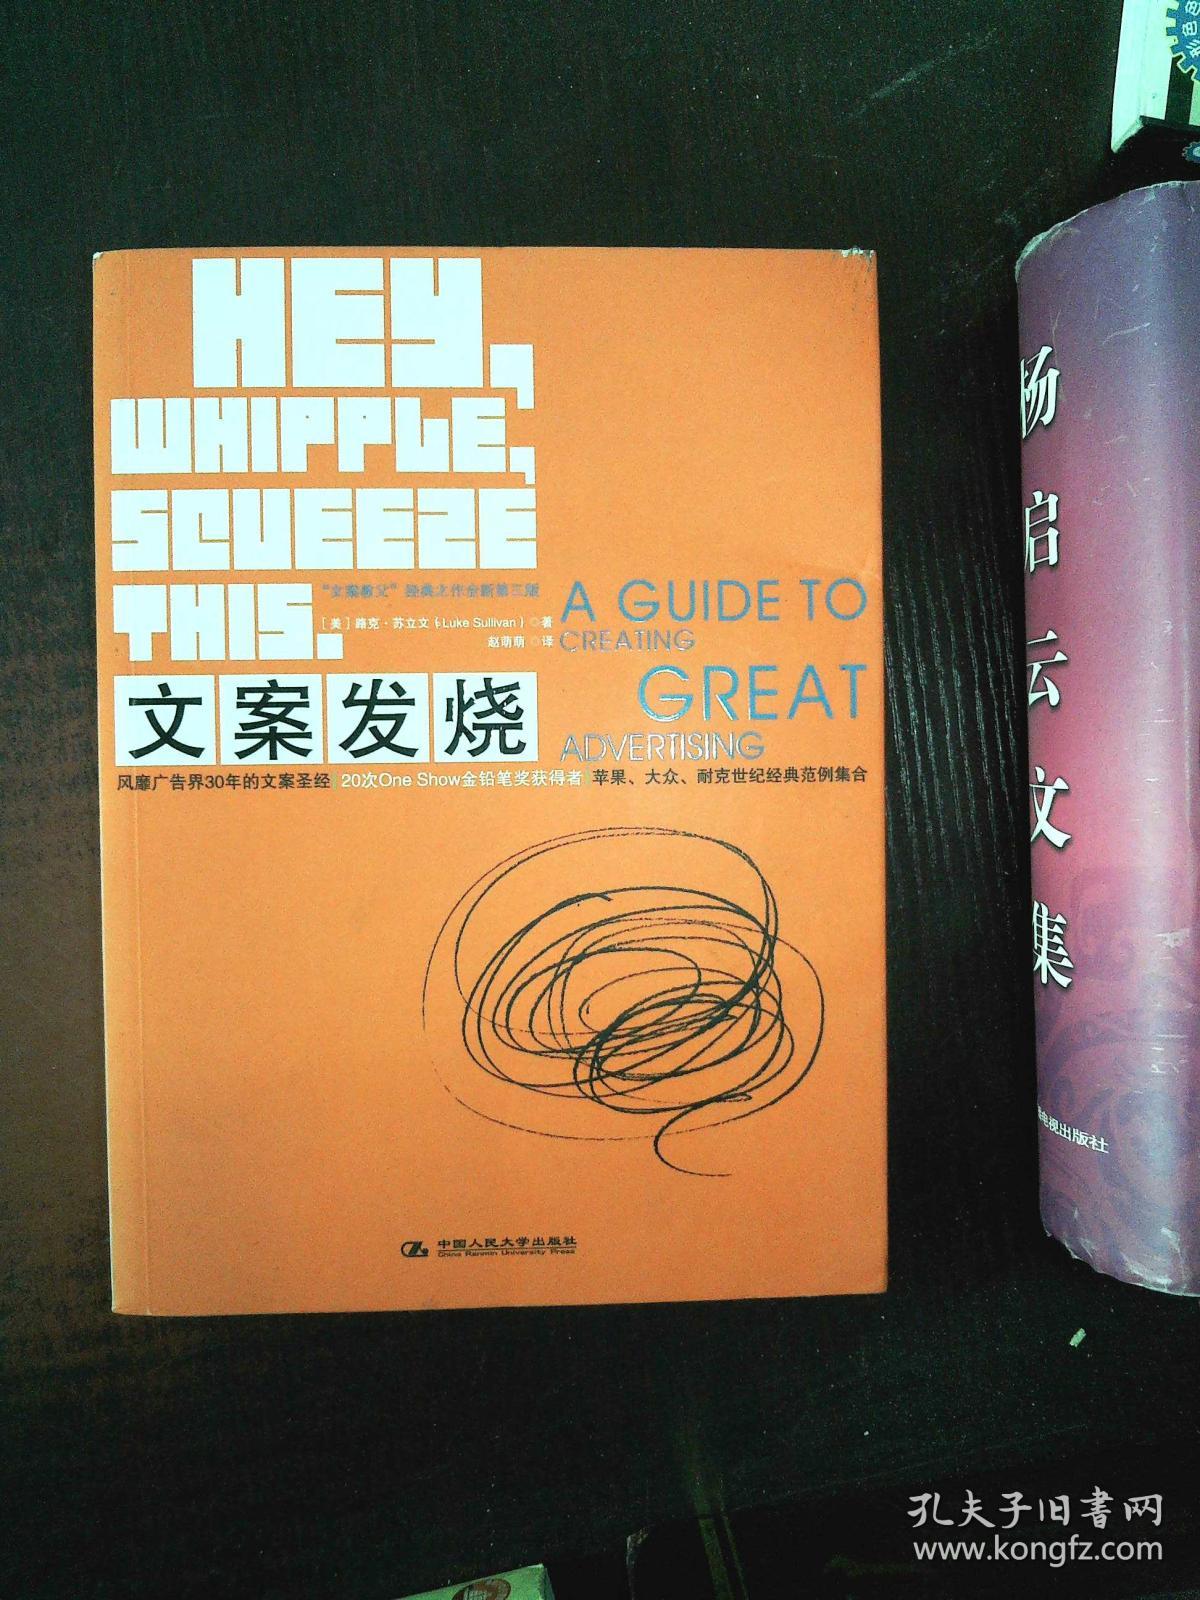 HEY,
WHIPPLE,
SQUEEZE
THIS.
“文案教父”经典之作全新第三版
[美]路克·苏立文(Luke Sullivan) 著
赵萌萌 译
A GUIDE TO
CREATING
GREAT
ADVERTISING
文案发烧
风靡广告界30年的文案圣经 20次One Show金铅笔奖获得者 苹果、大众、耐克世纪经典范例集合
中国人民大学出版社
China Renmin University Press
杨启云文集
电视出版社
孔夫子旧书网
www.kongfz.com